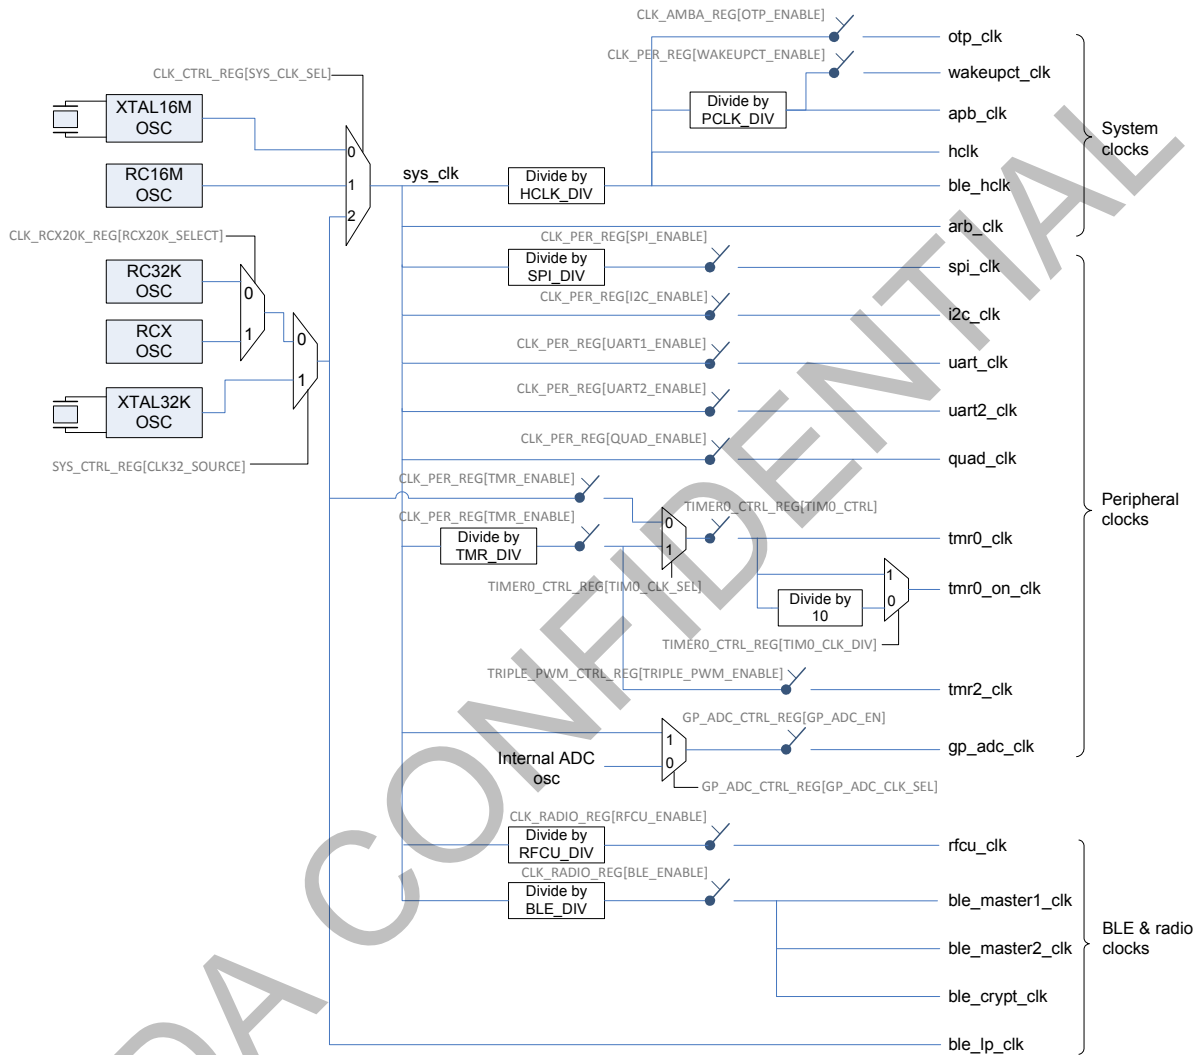 CLK_AMBA_REG[OTP_ENABLE]
otp_clk
CLK_PER_REG[WAKEUPCT_ENABLE]
wakeupct_clk
CLK_CTRL_REG[SYS_CLK_SEL]
XTAL16M
OSC
Divide by
PCLK_DIV
apb_clk
System
clocks
0
hclk
RC16M
OSC
1
sys_clk
Divide by
HCLK_DIV
ble_hclk
2
CLK_RCX20K_REG[RCX20K_SELECT]
arb_clk
CLK_PER_REG[SPI_ENABLE]
RC32K
OSC
0
Divide by
SPI_DIV
spi_clk
CLK_PER_REG[I2C_ENABLE]
i2c_clk
RCX
OSC
1
0
CLK_PER_REG[UART1_ENABLE]
uart_clk
1
XTAL32K
OSC
CLK_PER_REG[UART2_ENABLE]
uart2_clk
CLK_PER_REG[QUAD_ENABLE]
quad_clk
SYS_CTRL_REG[CLK32_SOURCE]
CLK_PER_REG[TMR_ENABLE]
TIMER0_CTRL_REG[TIM0_CTRL]
Peripheral
clocks
CLK_PER_REG[TMR_ENABLE]
0
Divide by
TMR_DIV
1
tmr0_clk
TIMER0_CTRL_REG[TIM0_CLK_SEL]
1
tmr0_on_clk
Divide by
10
0
TIMER0_CTRL_REG[TIM0_CLK_DIV]
TRIPLE_PWM_CTRL_REG[TRIPLE_PWM_ENABLE]
tmr2_clk
GP_ADC_CTRL_REG[GP_ADC_EN]
1
gp_adc_clk
Internal ADC
osc
0
GP_ADC_CTRL_REG[GP_ADC_CLK_SEL]
CLK_RADIO_REG[RFCU_ENABLE]
Divide by
RFCU_DIV
rfcu_clk
CLK_RADIO_REG[BLE_ENABLE]
Divide by
BLE_DIV
ble_master1_clk
BLE & radio
clocks
ble_master2_clk
ble_crypt_clk
ble_lp_clk
DA CONFIDENTIAL